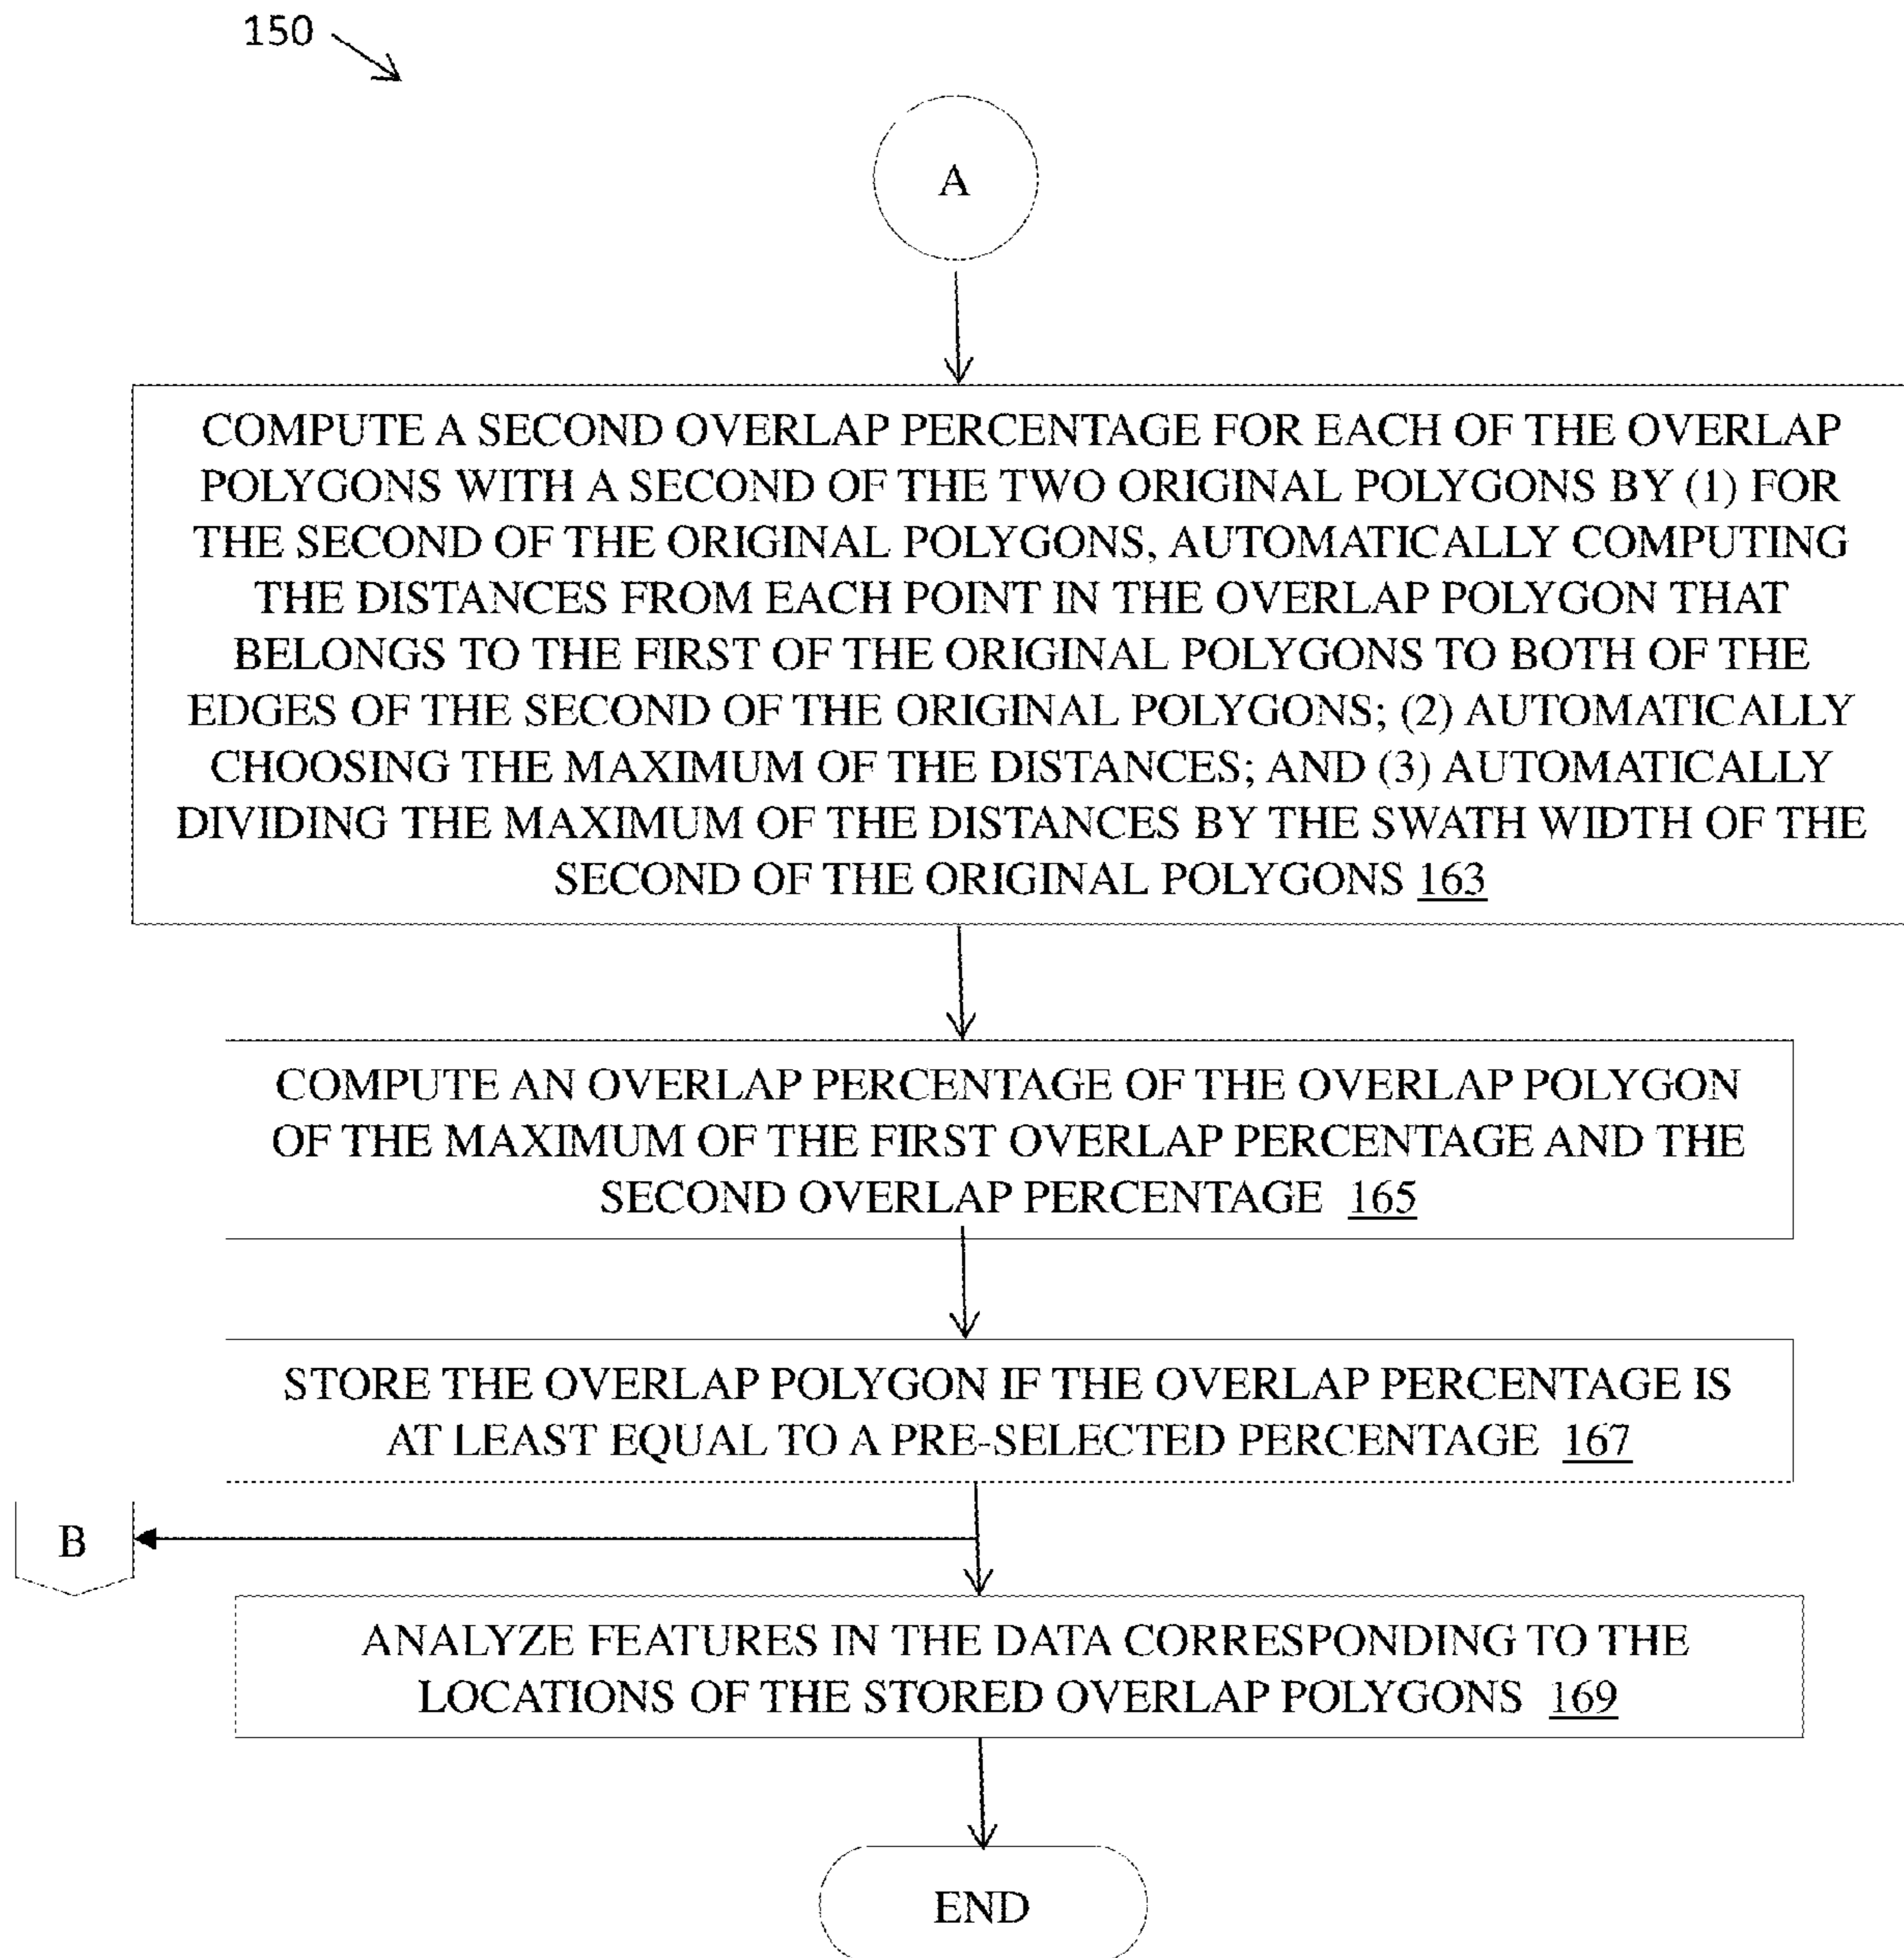 150
A
COMPUTE A SECOND OVERLAP PERCENTAGE FOR EACH OF THE OVERLAP
POLYGONS WITH A SECOND OF THE TWO ORIGINAL POLYGONS BY (1) FOR
THE SECOND OF THE ORIGINAL POLYGONS, AUTOMATICALLY COMPUTING
THE DISTANCES FROM EACH POINT IN THE OVERLAP POLYGON THAT
BELONGS TO THE FIRST OF THE ORIGINAL POLYGONS TO BOTH OF THE
EDGES OF THE SECOND OF THE ORIGINAL POLYGONS; (2) AUTOMATICALLY
CHOOSING THE MAXIMUM OF THE DISTANCES; AND (3) AUTOMATICALLY
DIVIDING THE MAXIMUM OF THE DISTANCES BY THE SWATH WIDTH OF THE
SECOND OF THE ORIGINAL POLYGONS 163
COMPUTE AN OVERLAP PERCENTAGE OF THE OVERLAP POLYGON
OF THE MAXIMUM OF THE FIRST OVERLAP PERCENTAGE AND THE
SECOND OVERLAP PERCENTAGE 165
STORE THE OVERLAP POLYGON IF THE OVERLAP PERCENTAGE IS
AT LEAST EQUAL TO A PRE-SELECTED PERCENTAGE 167
B
ANALYZE FEATURES IN THE DATA CORRESPONDING TO THE
LOCATIONS OF THE STORED OVERLAP POLYGONS 169
END